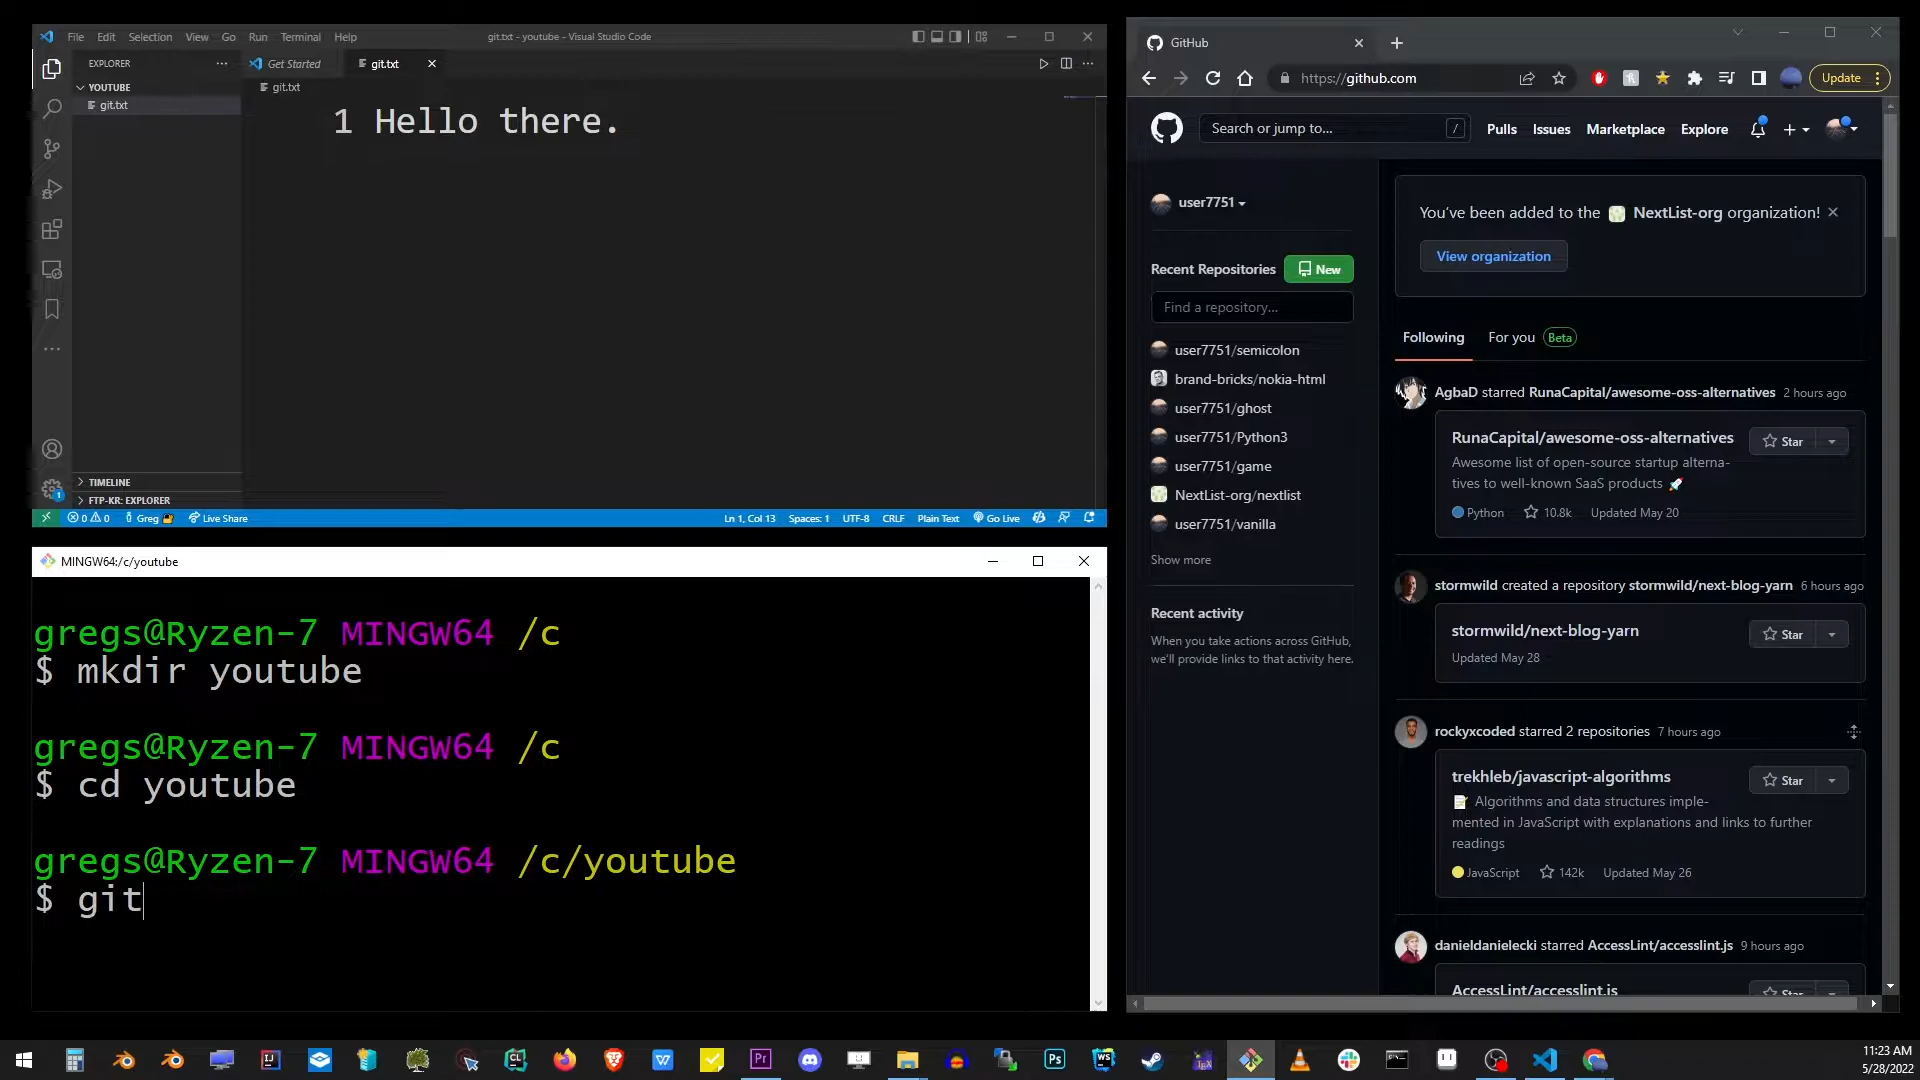 File Edit Selection View Go Run Terminal Help
git.txt - youtube - Visual Studio Code
EXPLORER
YOUTUBE
git.txt
Get Started
git.txt
git.txt
1 Hello there.
TIMELINE
FTP-KR: EXPLORER
1
0 0 Greg Live Share
Ln 1, Col 13 Spaces: 1 UTF-8 CRLF Plain Text Go Live
MINGW64:/c/youtube
gregs@Ryzen-7 MINGW64 /c
$ mkdir youtube
gregs@Ryzen-7 MINGW64 /c
$ cd youtube
gregs@Ryzen-7 MINGW64 /c/youtube
$ git
GitHub
https://github.com
Update
Search or jump to... /
Pulls Issues Marketplace Explore
user7751
Recent Repositories New
Find a repository...
user7751/semicolon
brand-bricks/nokia-html
user7751/ghost
user7751/Python3
user7751/game
NextList-org/nextlist
user7751/vanilla
Show more
Recent activity
When you take actions across GitHub,
we'll provide links to that activity here.
You've been added to the NextList-org organization!
View organization
Following For you Beta
AgbaD starred RunaCapital/awesome-oss-alternatives 2 hours ago
RunaCapital/awesome-oss-alternatives Star
Awesome list of open-source startup alterna-
tives to well-known SaaS products 🚀
Python 10.8k Updated May 20
stormwild created a repository stormwild/next-blog-yarn 6 hours ago
stormwild/next-blog-yarn Star
Updated May 28
rockyxcoded starred 2 repositories 7 hours ago
trekhleb/javascript-algorithms Star
📝 Algorithms and data structures imple-
mented in JavaScript with explanations and links to further
readings
JavaScript 142k Updated May 26
danieldanielecki starred AccessLint/accesslint.js 9 hours ago
AccessLint/accesslint.js Star
CL
Pr
Ps
WS
11:23 AM
5/28/2022